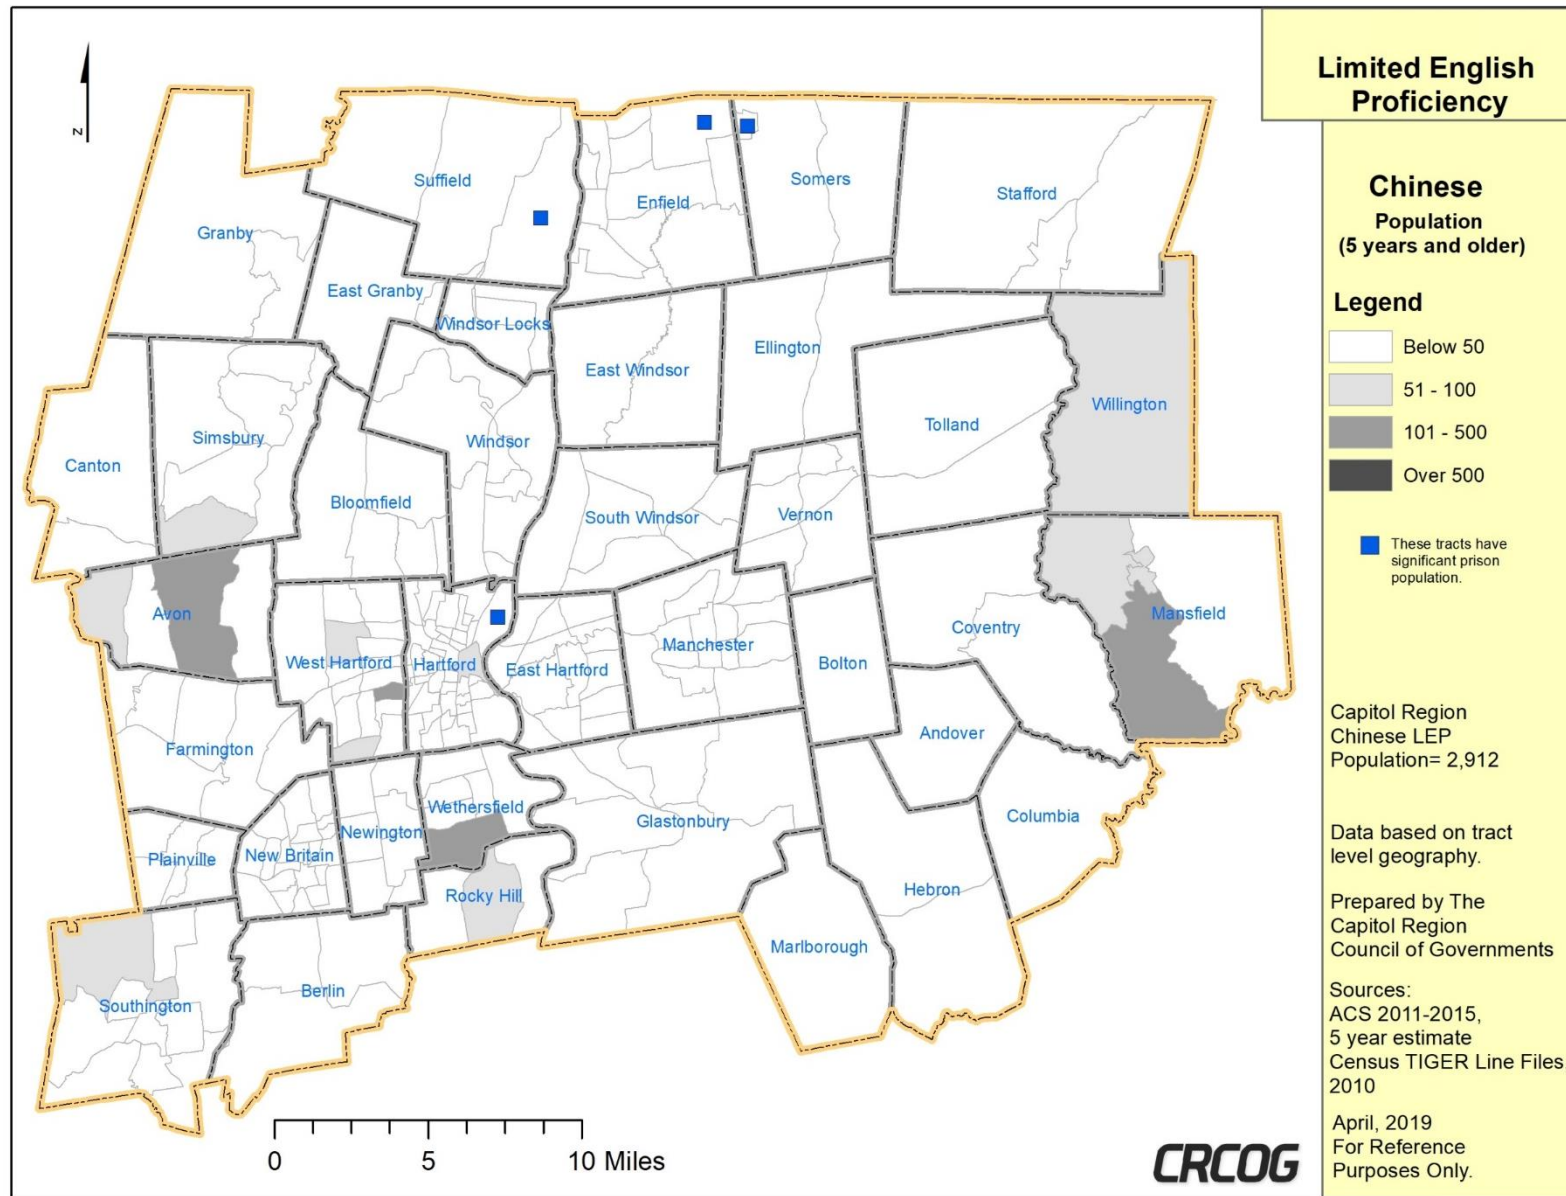 Limited English
Proficiency
Chinese
Population
(5 years and older)
Legend
Below 50
51 - 100
101 - 500
Over 500
These tracts have
significant prison
population.
Capitol Region
Chinese LEP
Population= 2,912
Data based on tract
level geography.
Prepared by The
Capitol Region
Council of Governments
Sources:
ACS 2011-2015,
5 year estimate
Census TIGER Line Files
2010
April, 2019
For Reference
Purposes Only.
N
Suffield
Enfield
Somers
Stafford
Granby
East Granby
Windsor Locks
East Windsor
Ellington
Willington
Tolland
Simsbury
Windsor
Canton
Bloomfield
South Windsor
Vernon
Avon
West Hartford
Hartford
East Hartford
Manchester
Bolton
Coventry
Mansfield
Farmington
Andover
Columbia
Wethersfield
Glastonbury
Newington
Plainville
New Britain
Rocky Hill
Hebron
Marlborough
Southington
Berlin
0 5 10 Miles
CRCOG